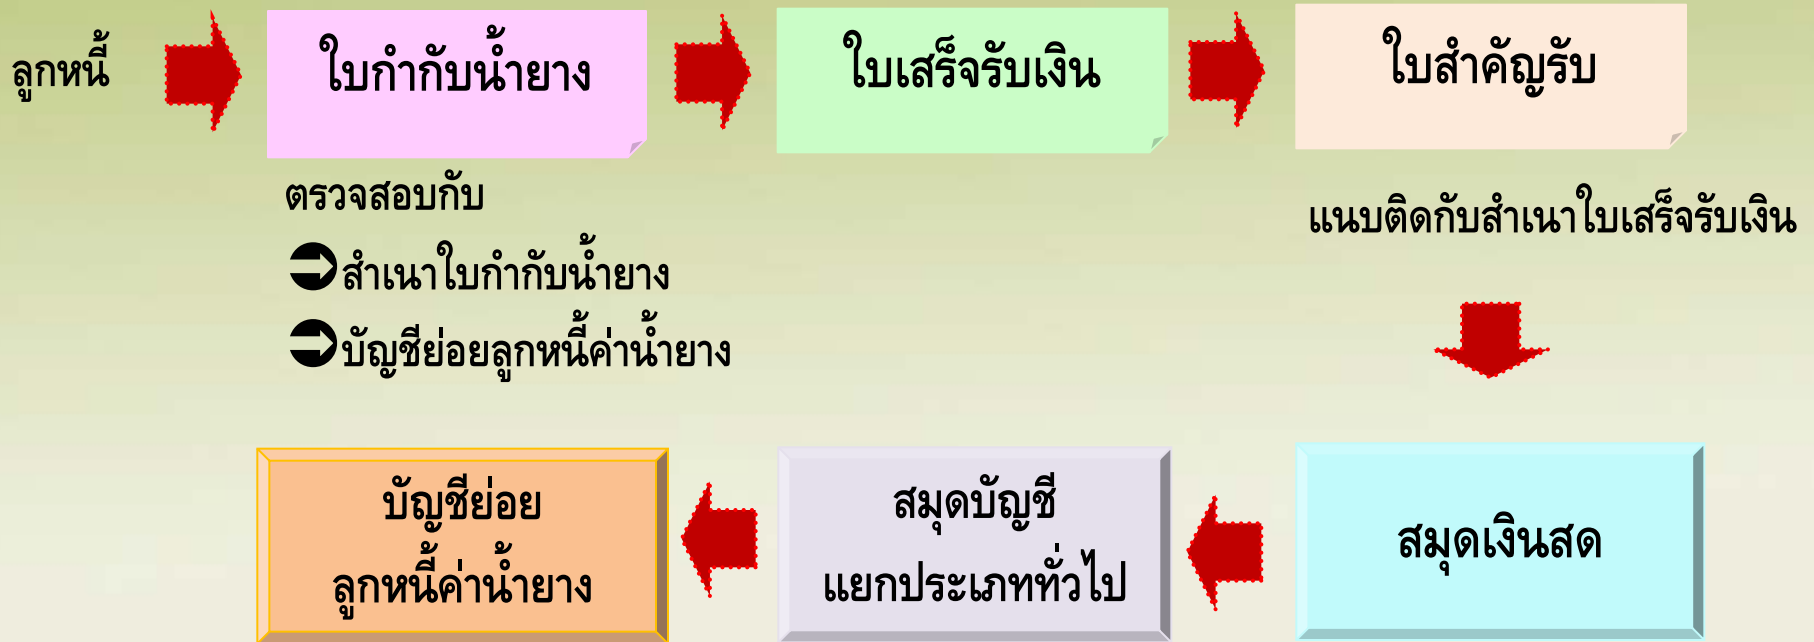 ลูกหนี้
ใบกำกับน้ำยาง
ใบเสร็จรับเงิน
ใบสำคัญรับ
ตรวจสอบกับ
สำเนาใบกำกับน้ำยาง
บัญชีย่อยลูกหนี้ค่าน้ำยาง
แนบติดกับสำเนาใบเสร็จรับเงิน
สมุดเงินสด
สมุดบัญชี
แยกประเภททั่วไป
บัญชีย่อย
ลูกหนี้ค่าน้ำยาง